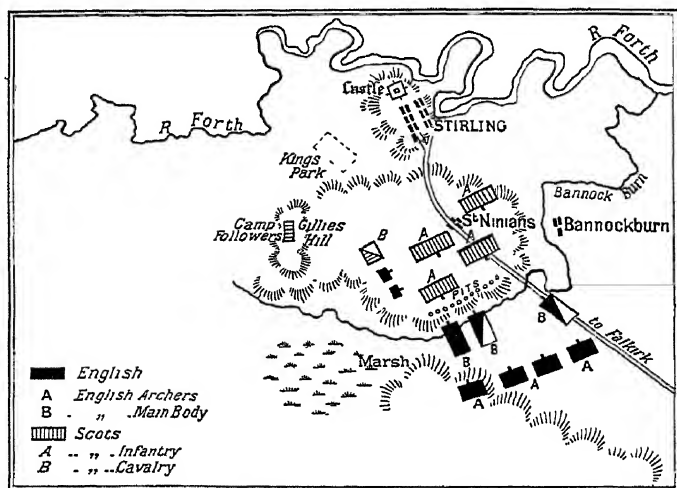 R. Forth
R. Forth
Castle
STIRLING
Kings
Park
A
St Ninians
Bannock Burn
Bannockburn
Camp
Followers
Gillies
Hill
B
A
A
A
PITS
B
to Falkirk
Marsh
B
B
A
A
A
English
A English Archers
B " " Main Body
Scots
A " " Infantry
B " " Cavalry